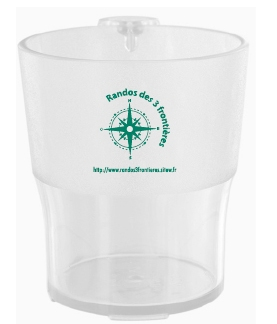 Randos des 3 frontières
N
http://www.randos3frontieres.sitew.fr